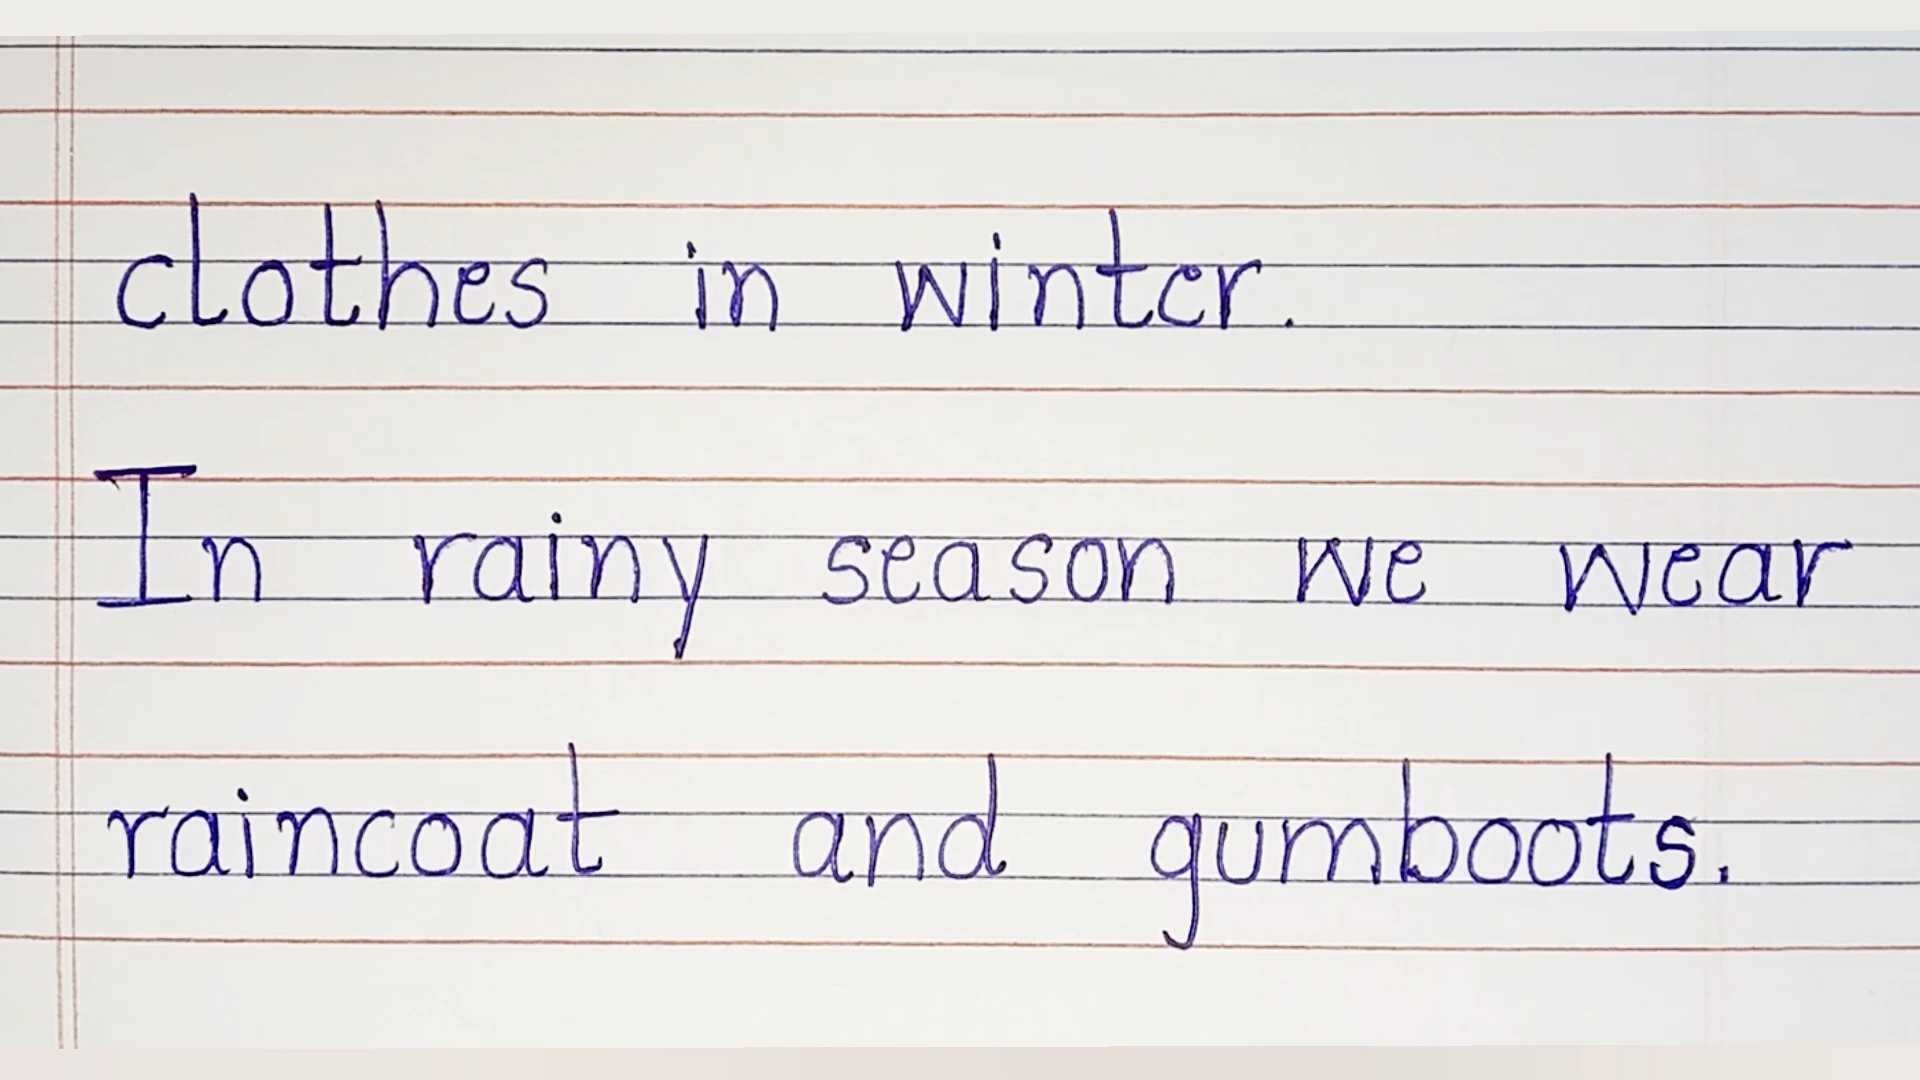 clothes in winter.
In rainy season we wear
raincoat and gumboots.